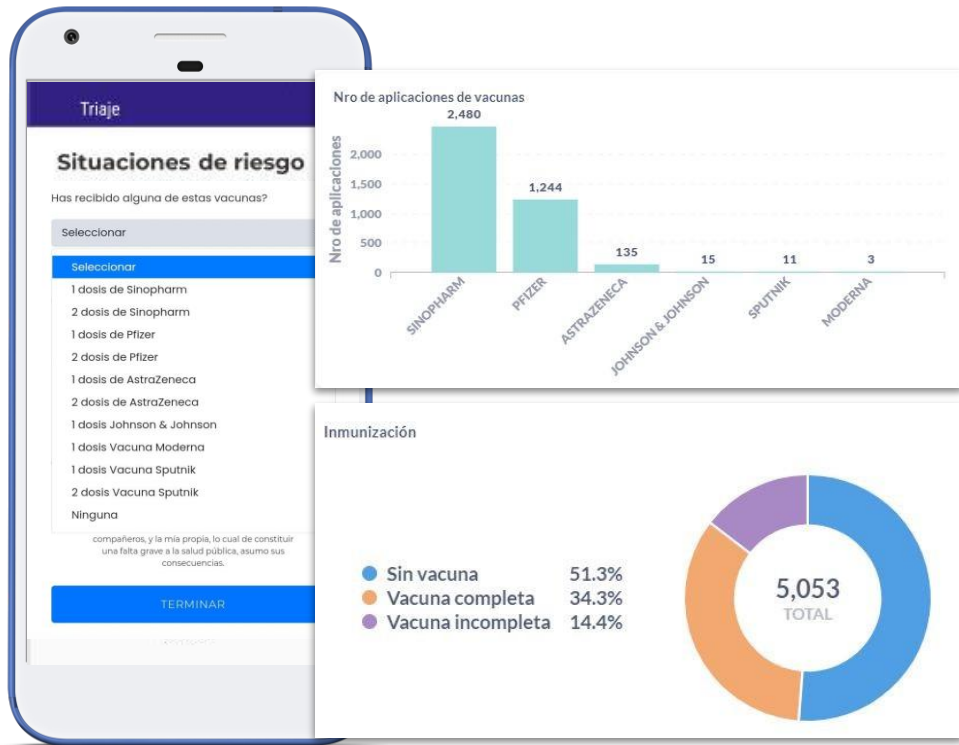 Triaje
Situaciones de riesgo
Has recibido alguna de estas vacunas?
Seleccionar
Seleccionar
1 dosis de Sinopharm
2 dosis de Sinopharm
1 dosis de Pfizer
2 dosis de Pfizer
1 dosis de AstraZeneca
2 dosis de AstraZeneca
1 dosis Johnson & Johnson
1 dosis Vacuna Moderna
1 dosis Vacuna Sputnik
2 dosis Vacuna Sputnik
Ninguna
compañeros, y la mia propia, lo cual de constituir
una falta grave a la salud pública, asumo sus
consecuencias.
TERMINAR
Nro de aplicaciones de vacunas
Nro de aplicaciones
2,000
1,500
1,000
500
0
2,480
1,244
135
15
11
3
SINOPHARM
PFIZER
ASTRAZENECA
JOHNSON & JOHNSON
SPUTNIK
MODERNA
Inmunización
Sin vacuna 51.3%
Vacuna completa 34.3%
Vacuna incompleta 14.4%
5,053
TOTAL